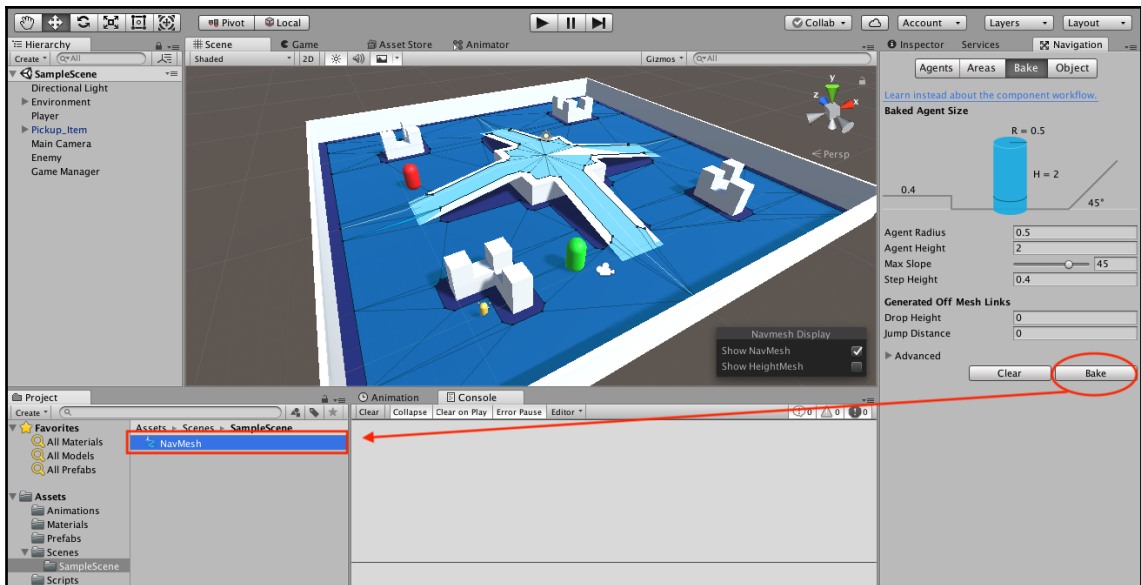 Pivot Local Collab Account Layers Layout
Hierarchy
Create Q▾All
SampleScene
Directional Light
Environment
Player
Pickup_Item
Main Camera
Enemy
Game Manager
Scene Game Asset Store Animator
Shaded 2D Gizmos Q▾All
y
z x
Persp
Navmesh Display
Show NavMesh
Show HeightMesh
Inspector Services Navigation
Agents Areas Bake Object
Learn instead about the component workflow.
Baked Agent Size
R = 0.5
H = 2
0.4
45°
Agent Radius 0.5
Agent Height 2
Max Slope 45
Step Height 0.4
Generated Off Mesh Links
Drop Height 0
Jump Distance 0
Advanced
Clear Bake
Project
Create
Favorites
All Materials
All Models
All Prefabs
Assets
Animations
Materials
Prefabs
Scenes
SampleScene
Scripts
Assets ▸ Scenes ▸ SampleScene
NavMesh
Animation Console
Clear Collapse Clear on Play Error Pause Editor 0 0 0